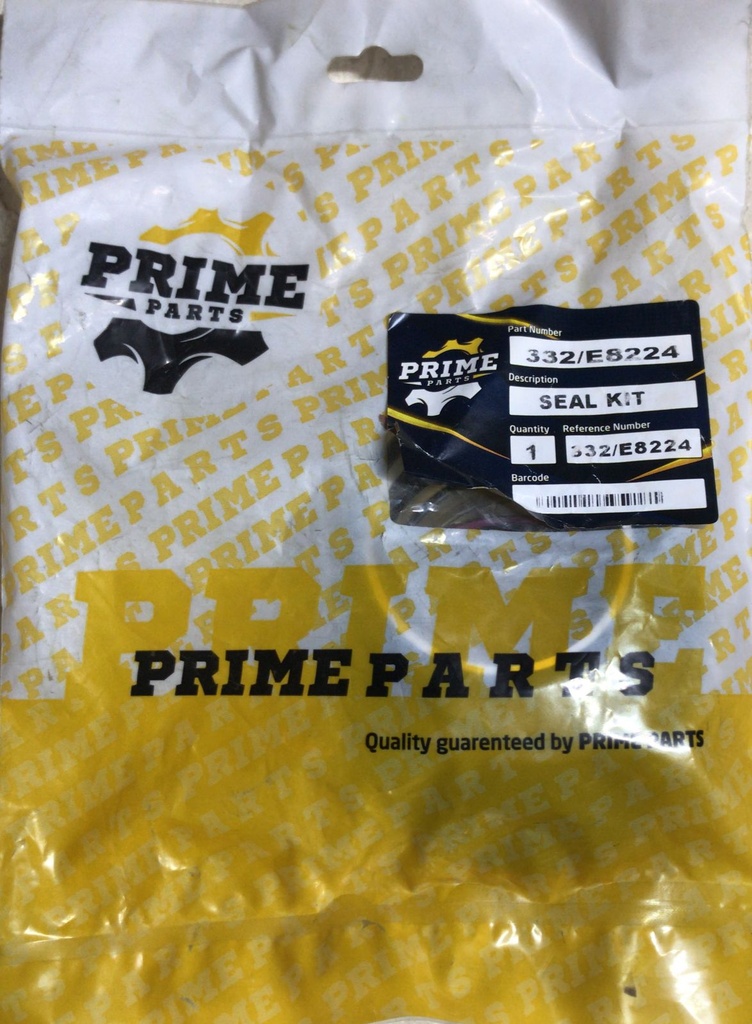 PRIME
PARTS
PRIME
PARTS
Part Number
332/E8224
Description
SEAL KIT
Quantity
Reference Number
1
332/E8224
Barcode
PRIME
PRIME PARTS
Quality guarenteed by PRIME PARTS